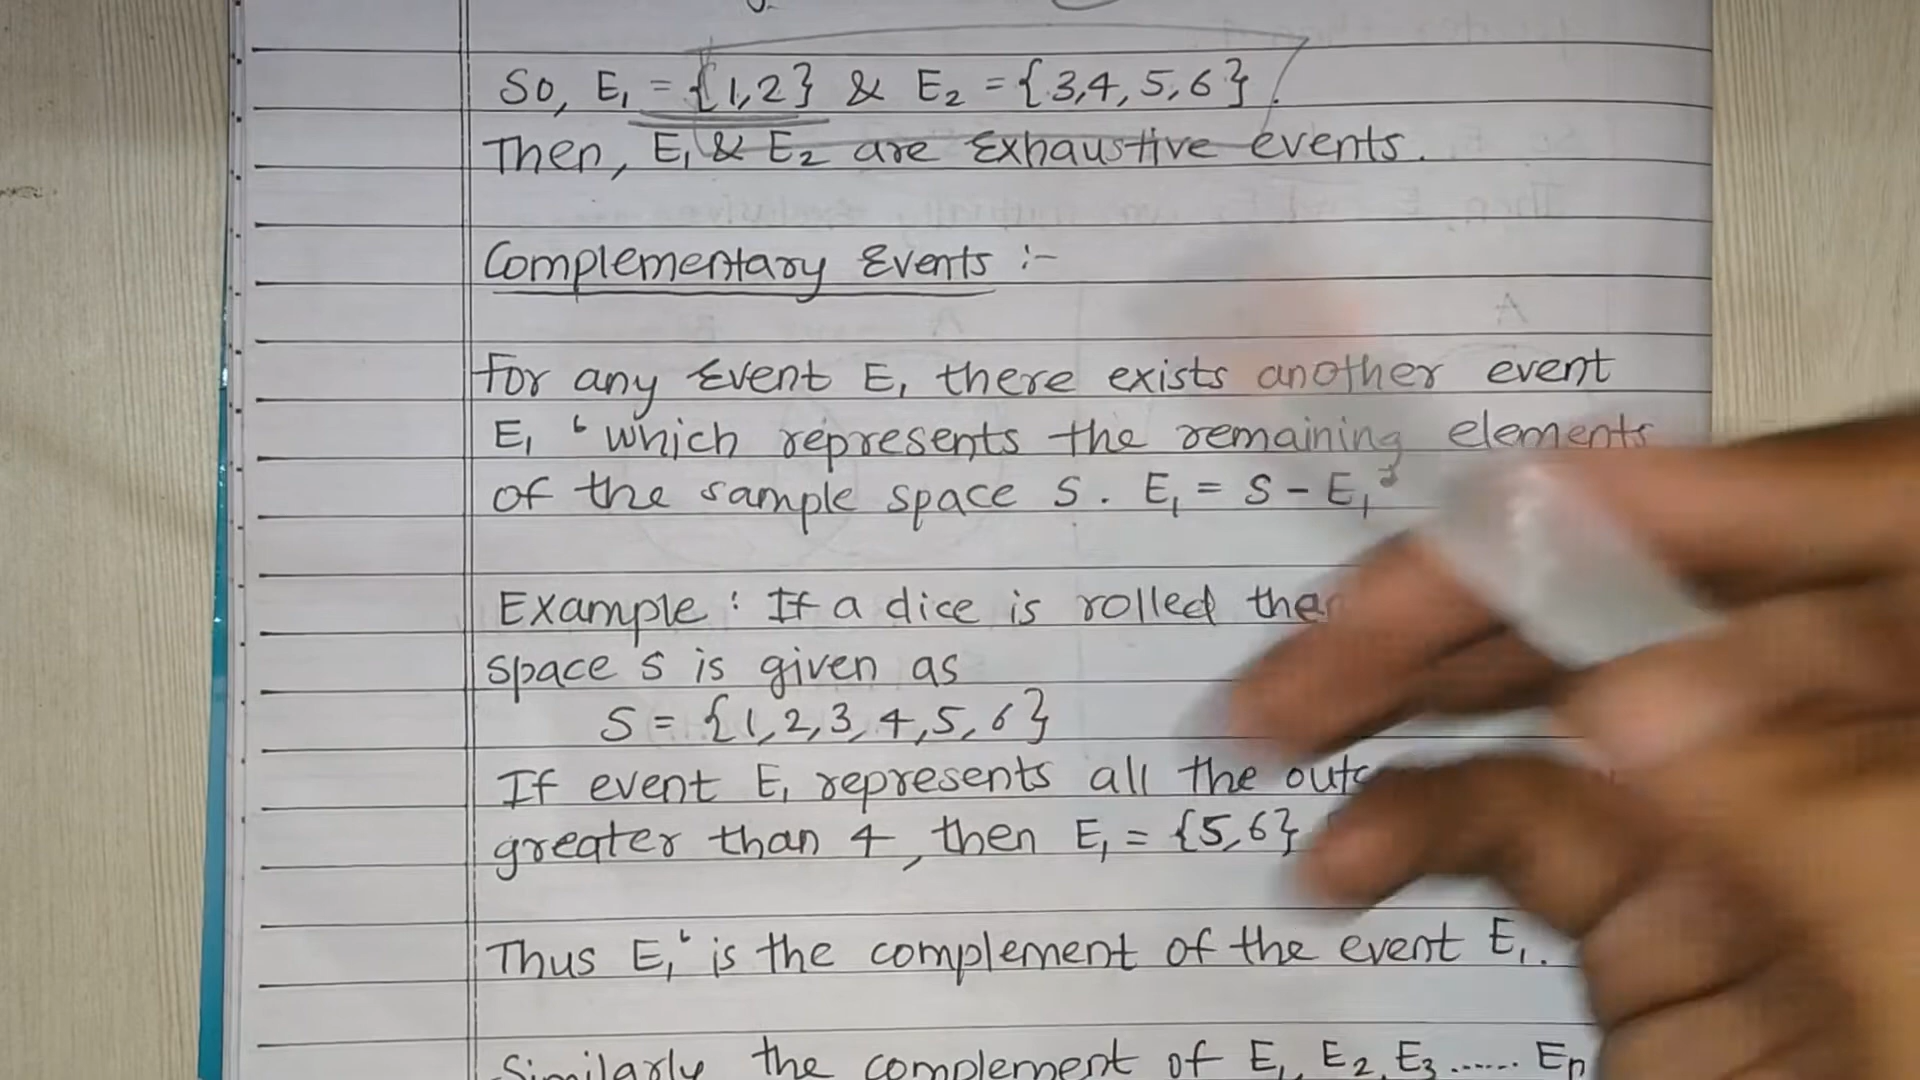 So, E₁ = {1,2} & E₂ = {3,4,5,6}.
Then, E₁ & E₂ are Exhaustive events.
Complementary Events :-
For any Event E₁ there exists another event
E₁' which represents the remaining elements
of the sample space S. E₁ = S - E₁'
Example : If a dice is rolled then
space S is given as
S = {1,2,3,4,5,6}
If event E₁ represents all the
greater than 4, then E₁ = {5,6}
Thus E₁' is the complement of the event E₁.
Similarly the complement of E₁, E₂, E₃ ...... En